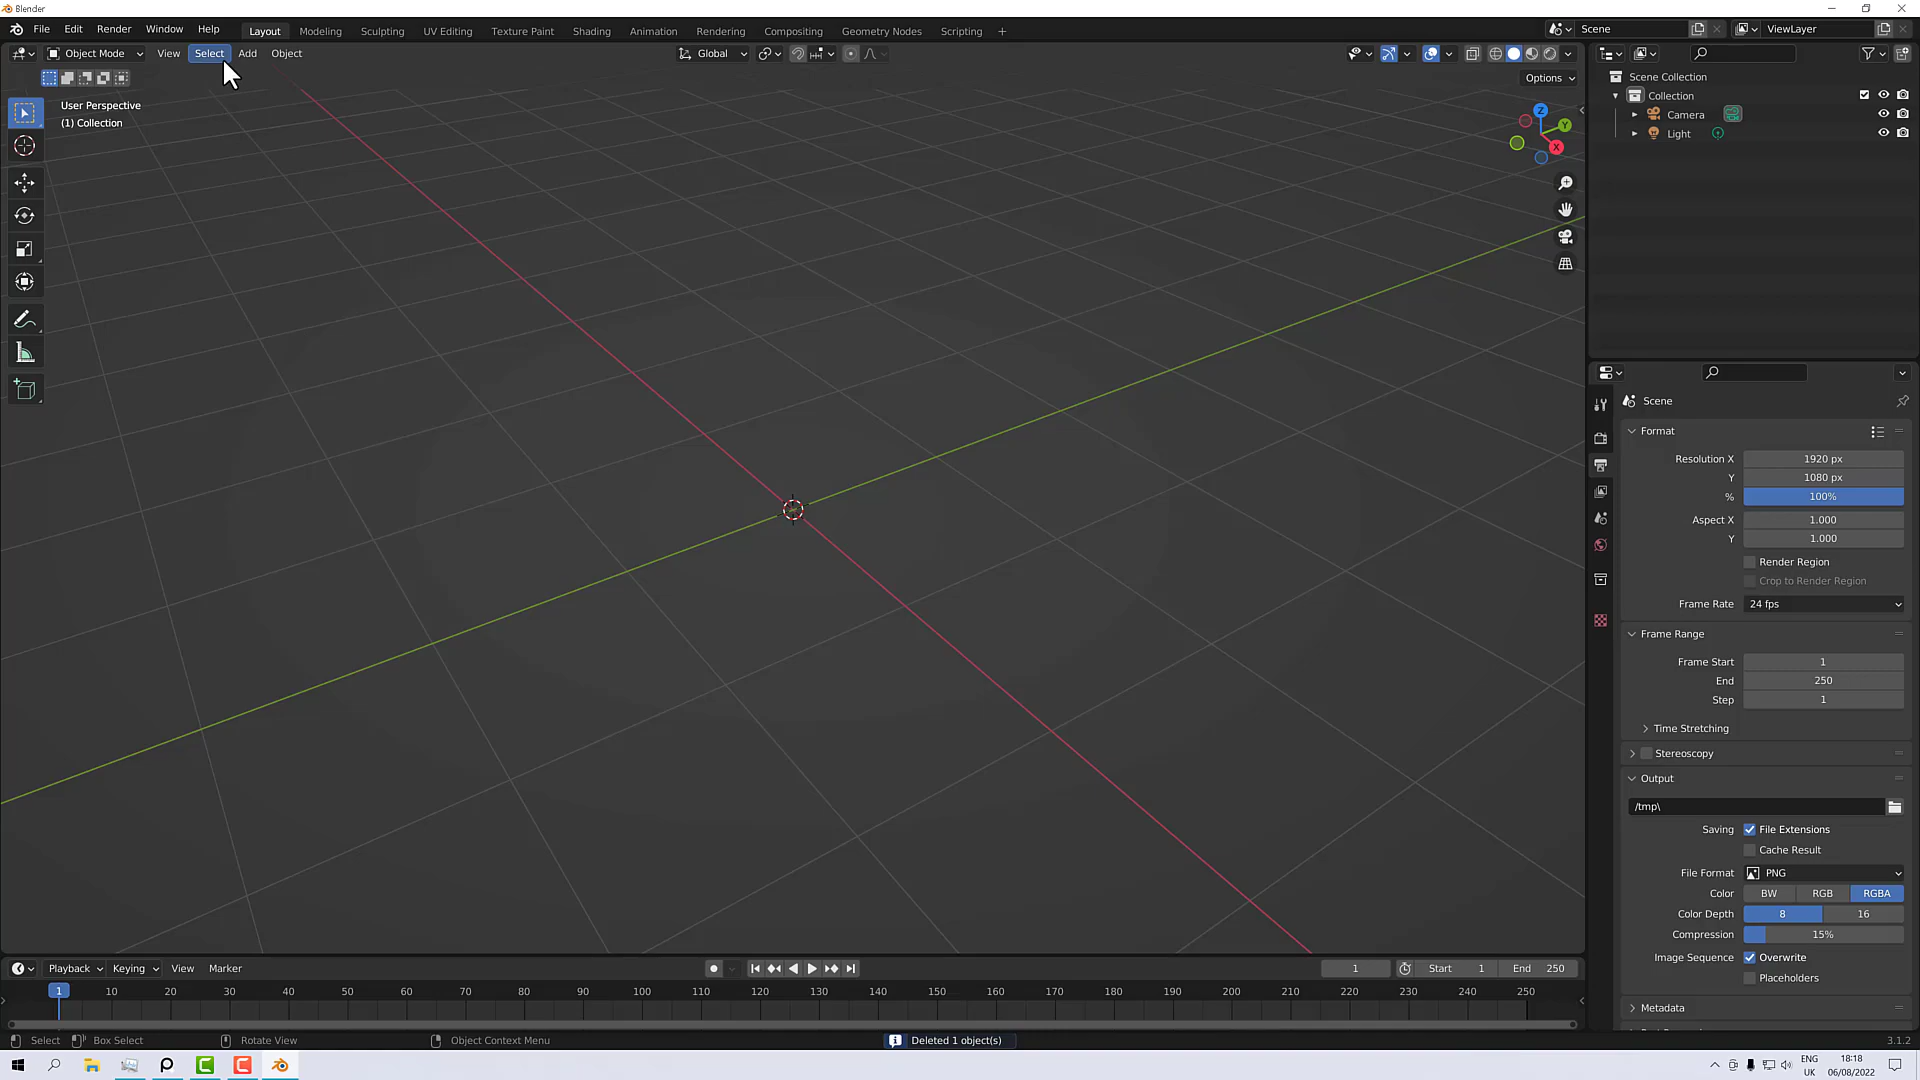 Blender
File Edit Render Window Help Layout Modeling Sculpting UV Editing Texture Paint Shading Animation Rendering Compositing Geometry Nodes Scripting + Scene ViewLayer
Object Mode View Select Add Object Global
Options
User Perspective
(1) Collection
Z
Y
X
Scene Collection
Collection
Camera
Light
Scene
Format
Resolution X 1920 px
Y 1080 px
% 100%
Aspect X 1.000
Y 1.000
Render Region
Crop to Render Region
Frame Rate 24 fps
Frame Range
Frame Start 1
End 250
Step 1
Time Stretching
Stereoscopy
Output
/tmp\
Saving File Extensions
Cache Result
File Format PNG
Color BW RGB RGBA
Color Depth 8 16
Compression 15%
Image Sequence Overwrite
Placeholders
Metadata
Playback Keying View Marker 1 Start 1 End 250
1 10 20 30 40 50 60 70 80 90 100 110 120 130 140 150 160 170 180 190 200 210 220 230 240 250
Select Box Select Rotate View Object Context Menu Deleted 1 object(s) 3.1.2
ENG 18:18
UK 06/08/2022